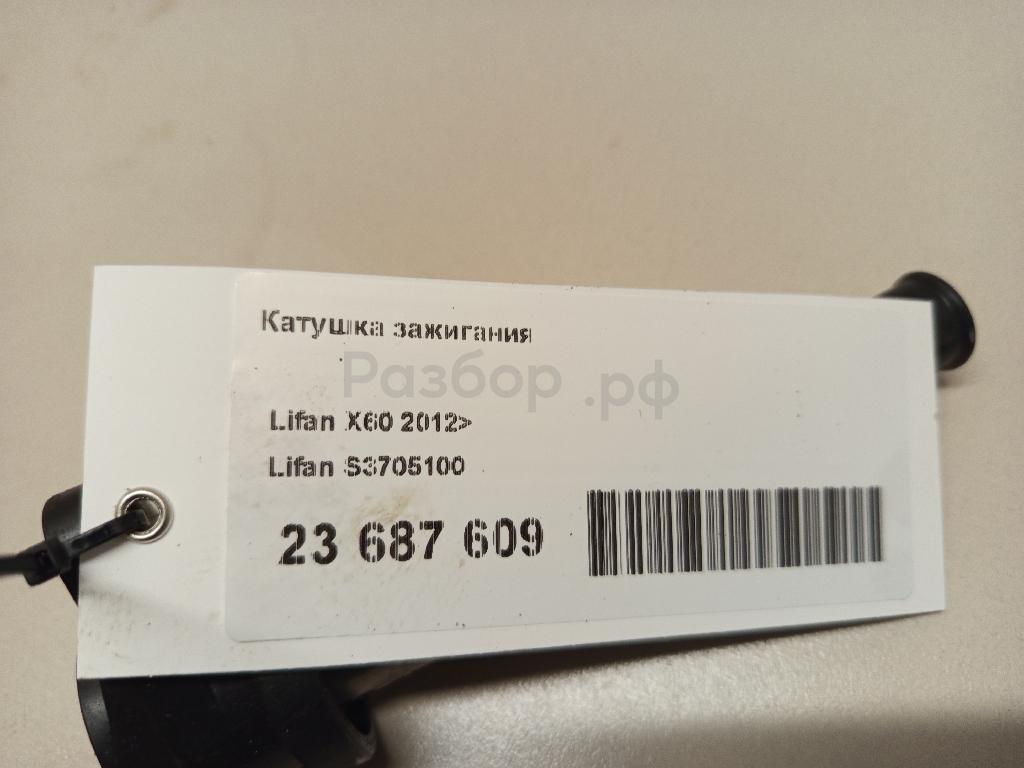 Катушка зажигания
Разбор .рф
Lifan X60 2012>
Lifan S3705100
23 687 609